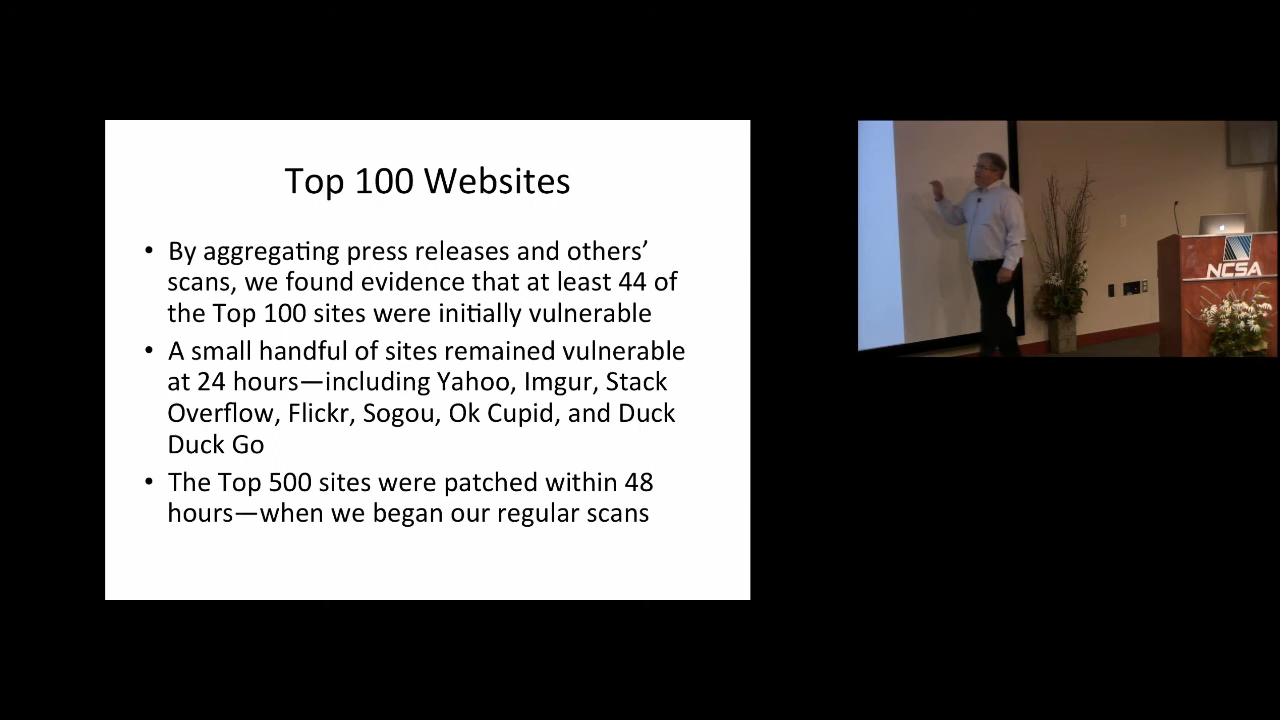 Top 100 Websites
• By aggregating press releases and others’
scans, we found evidence that at least 44 of
the Top 100 sites were initially vulnerable
• A small handful of sites remained vulnerable
at 24 hours—including Yahoo, Imgur, Stack
Overflow, Flickr, Sogou, Ok Cupid, and Duck
Duck Go
• The Top 500 sites were patched within 48
hours—when we began our regular scans
NCSA